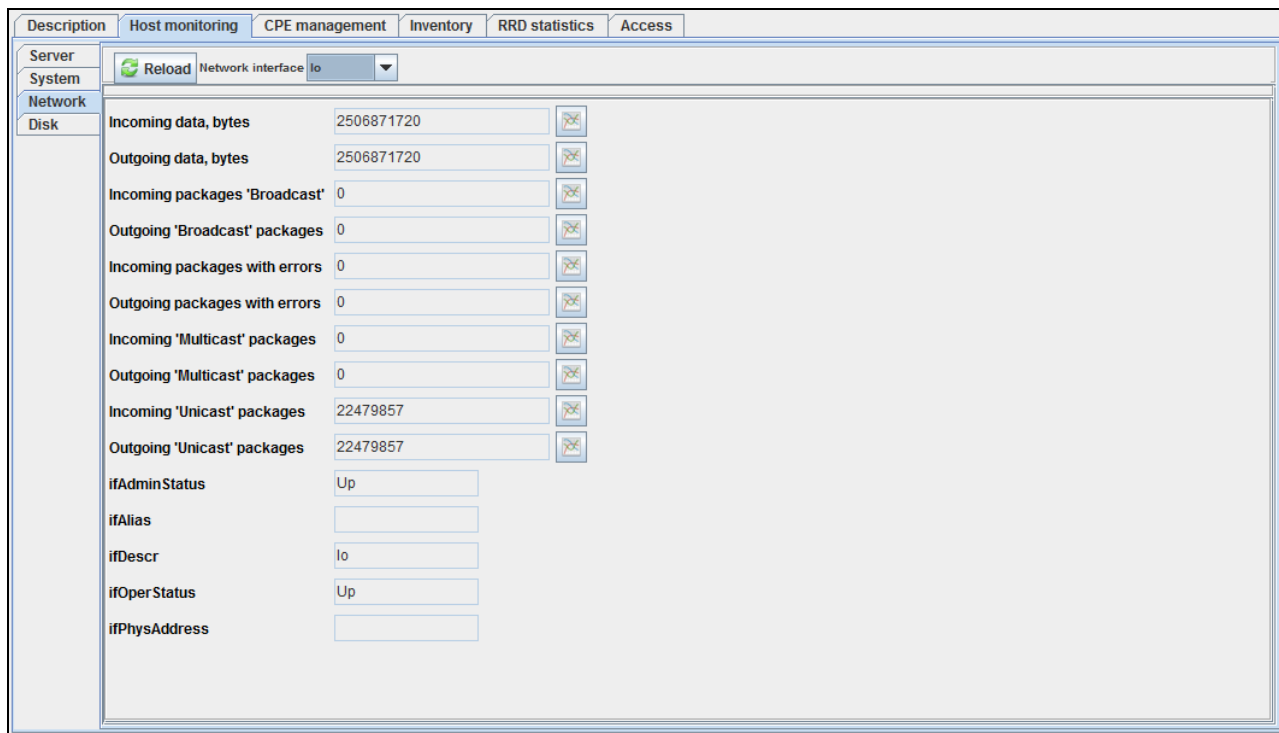 Description Host monitoring CPE management Inventory RRD statistics Access
Server
System
Network
Disk
Reload Network interface lo
Incoming data, bytes 2506871720
Outgoing data, bytes 2506871720
Incoming packages 'Broadcast' 0
Outgoing 'Broadcast' packages 0
Incoming packages with errors 0
Outgoing packages with errors 0
Incoming 'Multicast' packages 0
Outgoing 'Multicast' packages 0
Incoming 'Unicast' packages 22479857
Outgoing 'Unicast' packages 22479857
ifAdminStatus Up
ifAlias
ifDescr lo
ifOperStatus Up
ifPhysAddress